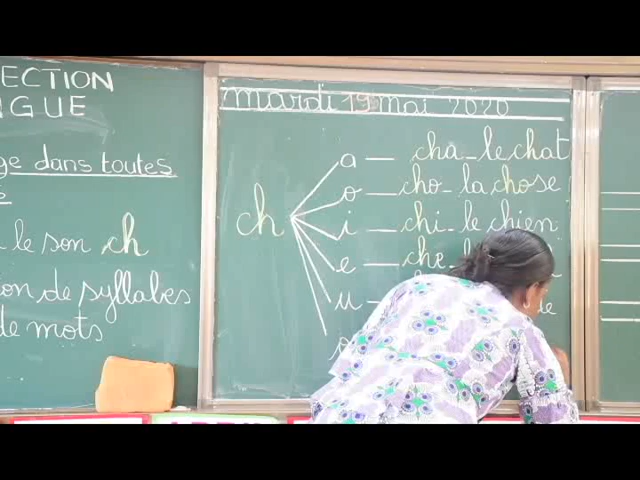 ECTION
GUE
ge dans toutes
le son ch
ion de syllabes
de mots
mardi 19 mai 2020
ch
a — cha - le chat
o — cho - la chose
i — chi - le chien
e — che
u —